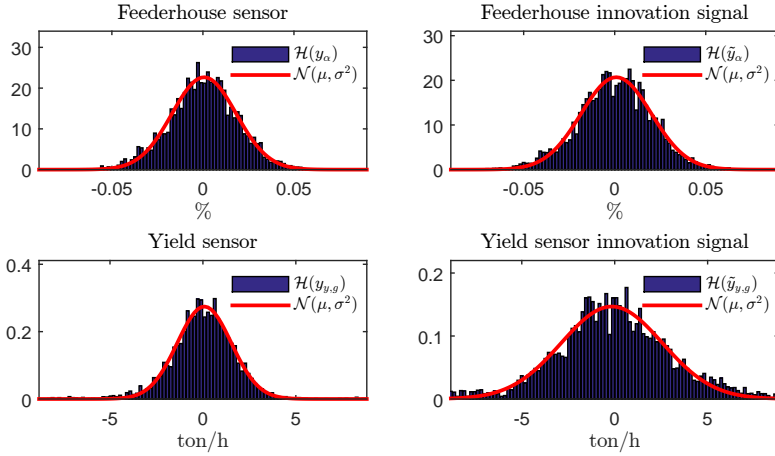 Feederhouse sensor
30
20
10
0
ℋ(y_α)
𝒩(μ, σ²)
-0.05 0 0.05
%
Feederhouse innovation signal
30
20
10
0
ℋ(ỹ_α)
𝒩(μ, σ²)
-0.05 0 0.05
%
Yield sensor
0.4
0.2
0
ℋ(y_{y,g})
𝒩(μ, σ²)
-5 0 5
ton/h
Yield sensor innovation signal
0.2
0.1
0
ℋ(ỹ_{y,g})
𝒩(μ, σ²)
-5 0 5
ton/h